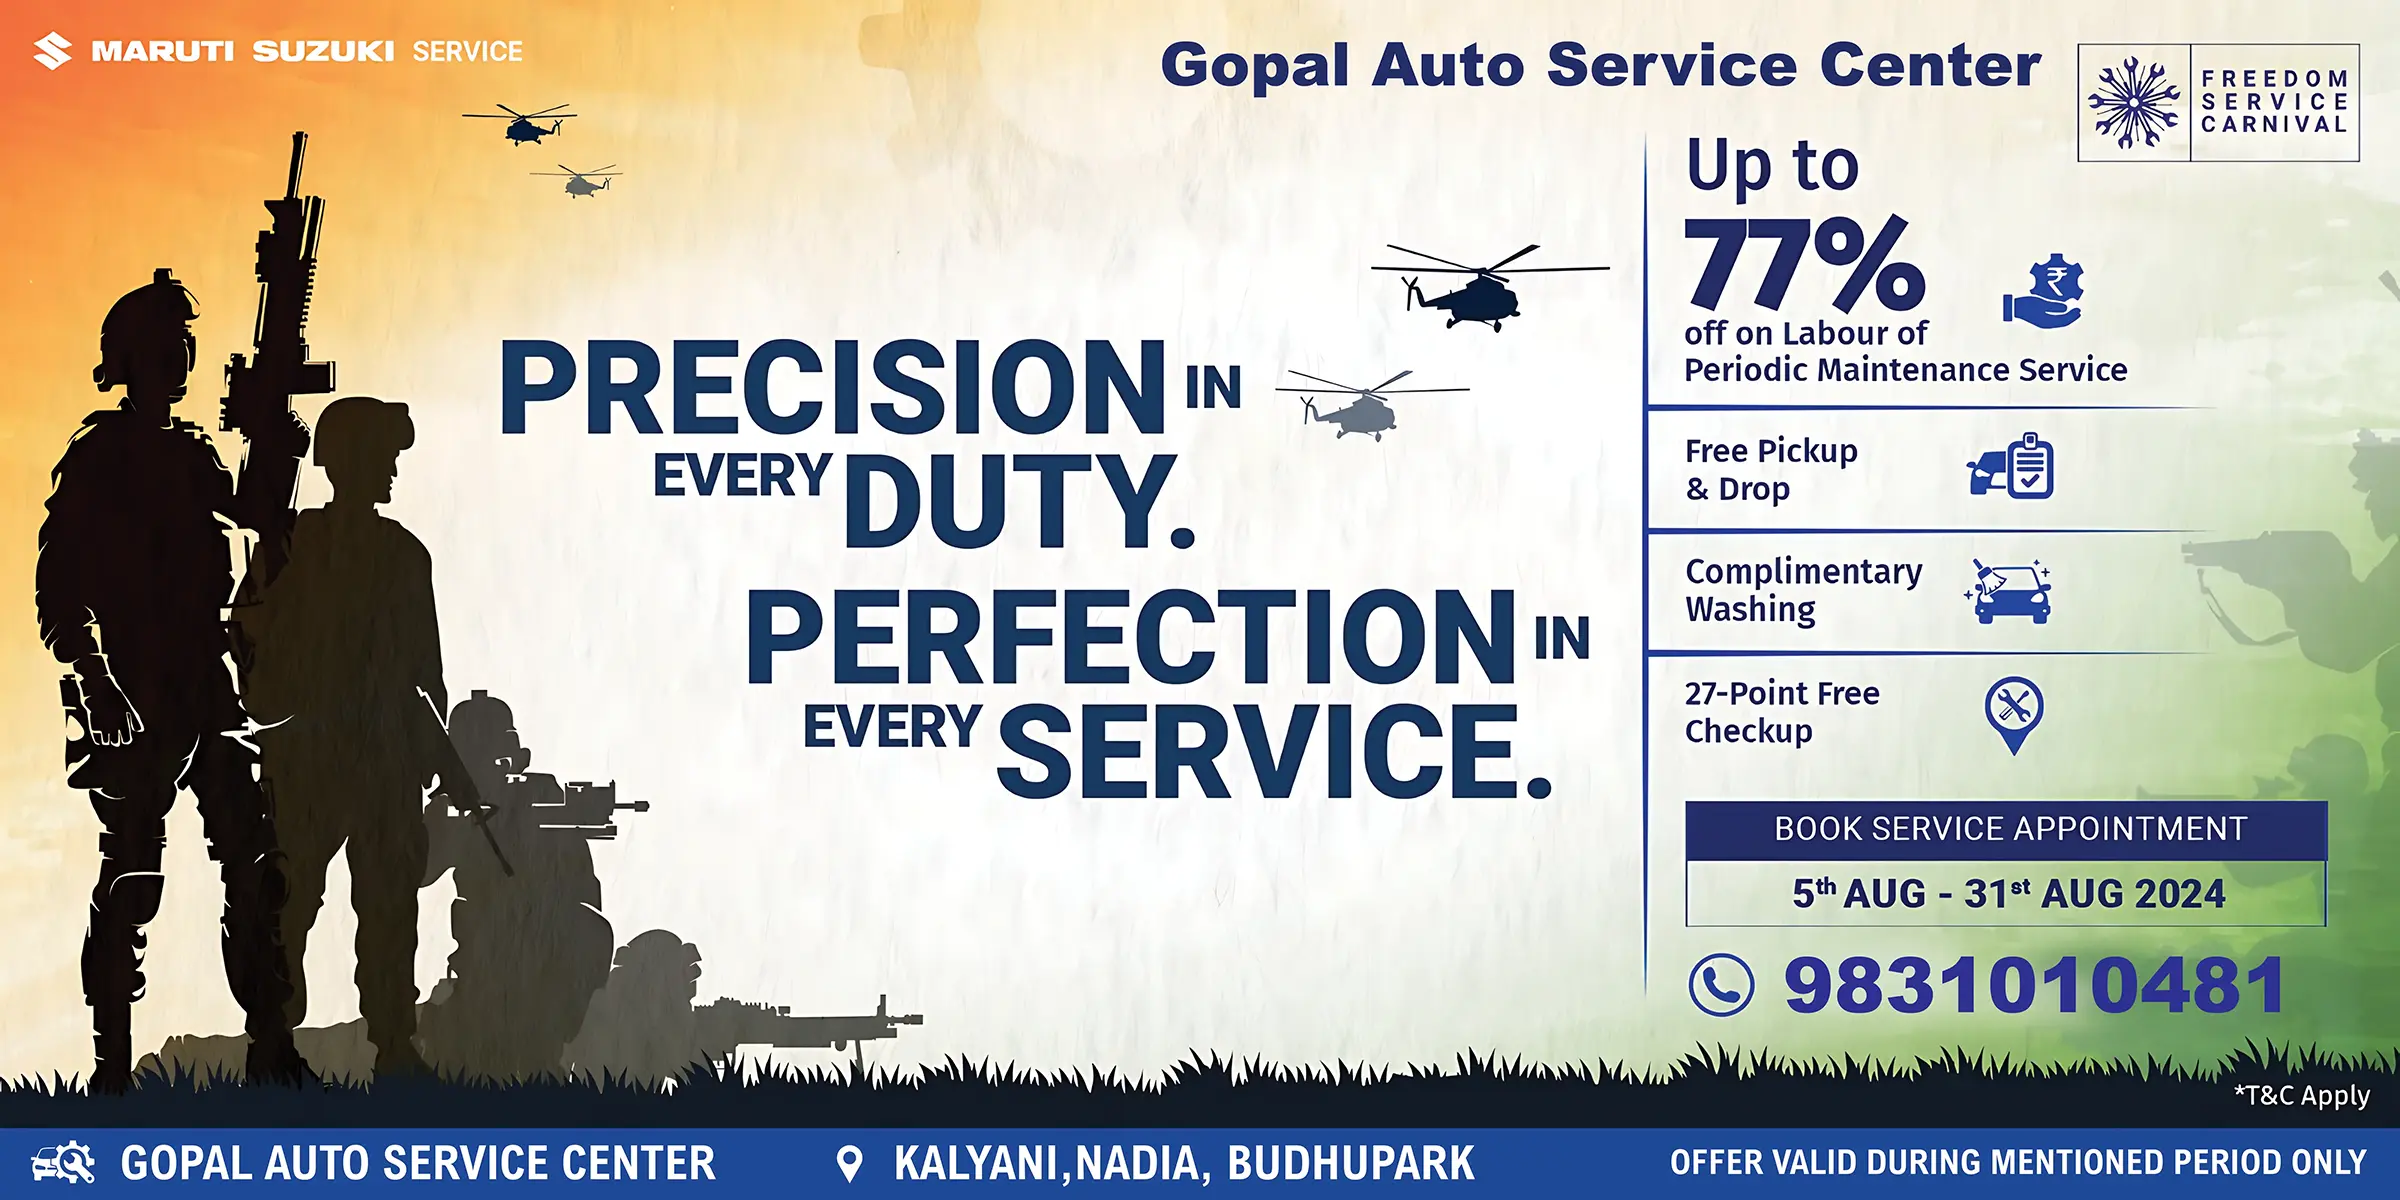 MARUTI SUZUKI SERVICE
Gopal Auto Service Center
FREEDOM
SERVICE
CARNIVAL
PRECISION IN
EVERY DUTY.
PERFECTION IN
EVERY SERVICE.
Up to
77%
off on Labour of
Periodic Maintenance Service
₹
Free Pickup
& Drop
Complimentary
Washing
27-Point Free
Checkup
BOOK SERVICE APPOINTMENT
5th AUG - 31st AUG 2024
9831010481
*T&C Apply
GOPAL AUTO SERVICE CENTER
KALYANI,NADIA, BUDHUPARK
OFFER VALID DURING MENTIONED PERIOD ONLY